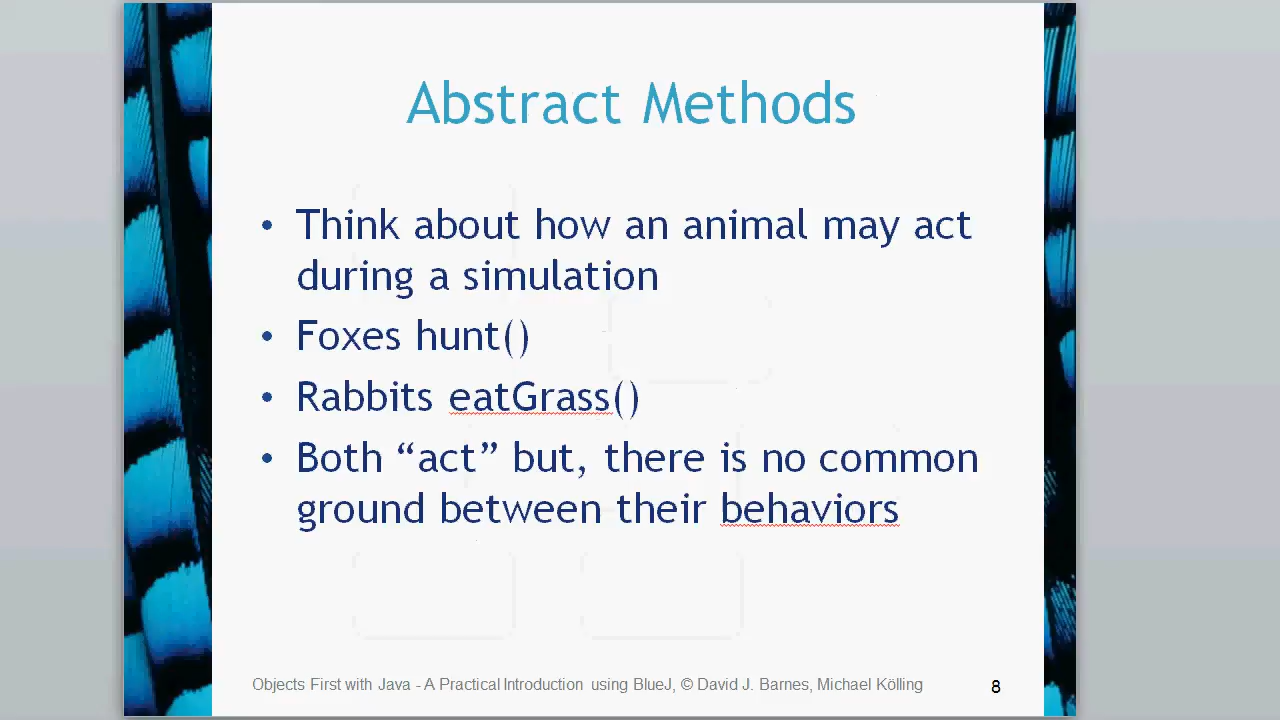 Abstract Methods
• Think about how an animal may act
during a simulation
• Foxes hunt()
• Rabbits eatGrass()
• Both “act” but, there is no common
ground between their behaviors
Objects First with Java - A Practical Introduction using BlueJ, © David J. Barnes, Michael Kölling
8